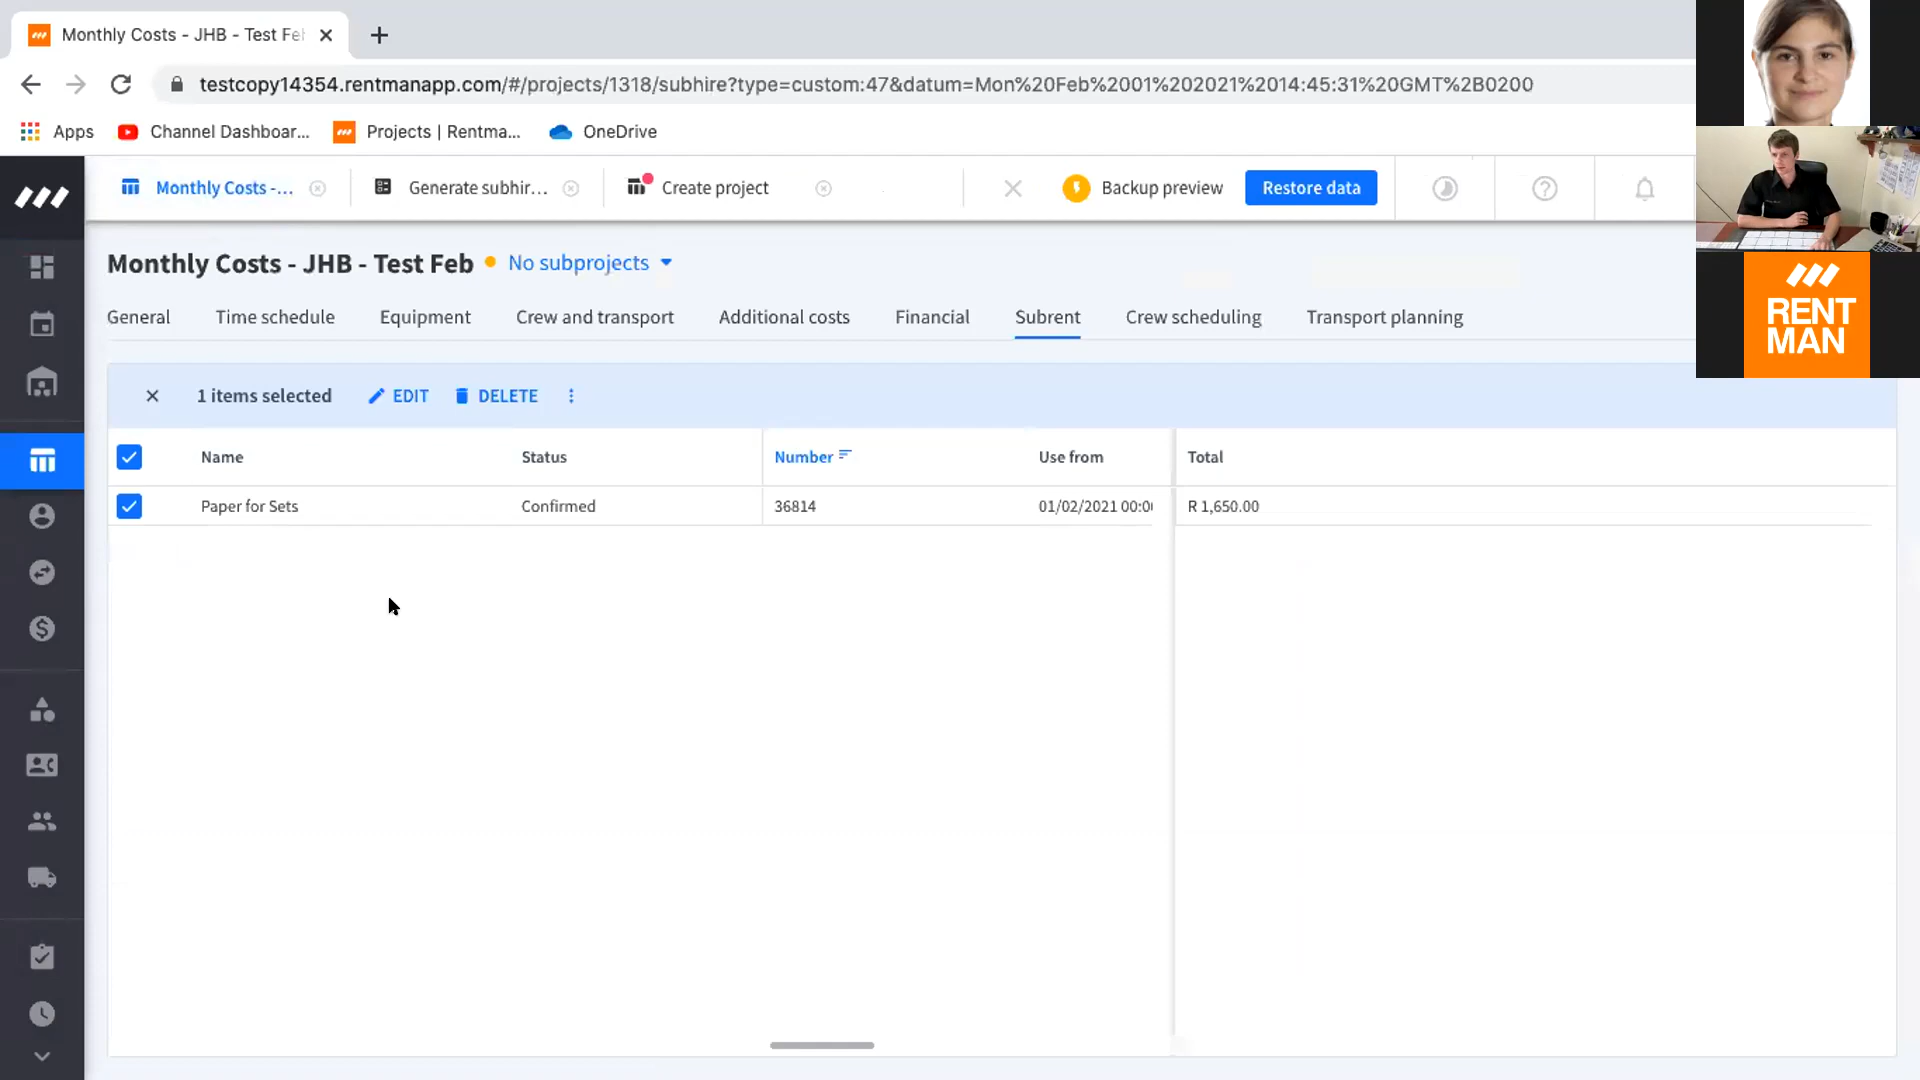 Monthly Costs - JHB - Test Fe
testcopy14354.rentmanapp.com/#/projects/1318/subhire?type=custom:47&datum=Mon%20Feb%2001%202021%2014:45:31%20GMT%2B0200
Apps Channel Dashboar... Projects | Rentma... OneDrive
Monthly Costs -... Generate subhir... Create project Backup preview Restore data
Monthly Costs - JHB - Test Feb No subprojects
General Time schedule Equipment Crew and transport Additional costs Financial Subrent Crew scheduling Transport planning
1 items selected EDIT DELETE
Name Status Number Use from Total
Paper for Sets Confirmed 36814 01/02/2021 00:00 R 1,650.00
RENT
MAN